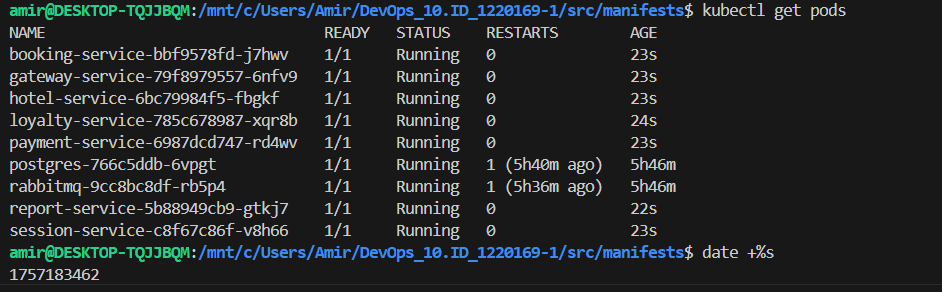 amir@DESKTOP-TQJJBQM:/mnt/c/Users/Amir/DevOps_10.ID_1220169-1/src/manifests$ kubectl get pods
NAME READY STATUS RESTARTS AGE
booking-service-bbf9578fd-j7hwv 1/1 Running 0 23s
gateway-service-79f8979557-6nfv9 1/1 Running 0 23s
hotel-service-6bc79984f5-fbgkf 1/1 Running 0 23s
loyalty-service-785c678987-xqr8b 1/1 Running 0 24s
payment-service-6987dcd747-rd4wv 1/1 Running 0 23s
postgres-766c5ddb-6vpgt 1/1 Running 1 (5h40m ago) 5h46m
rabbitmq-9cc8bc8df-rb5p4 1/1 Running 1 (5h36m ago) 5h46m
report-service-5b88949cb9-gtkj7 1/1 Running 0 22s
session-service-c8f67c86f-v8h66 1/1 Running 0 23s
amir@DESKTOP-TQJJBQM:/mnt/c/Users/Amir/DevOps_10.ID_1220169-1/src/manifests$ date +%s
1757183462